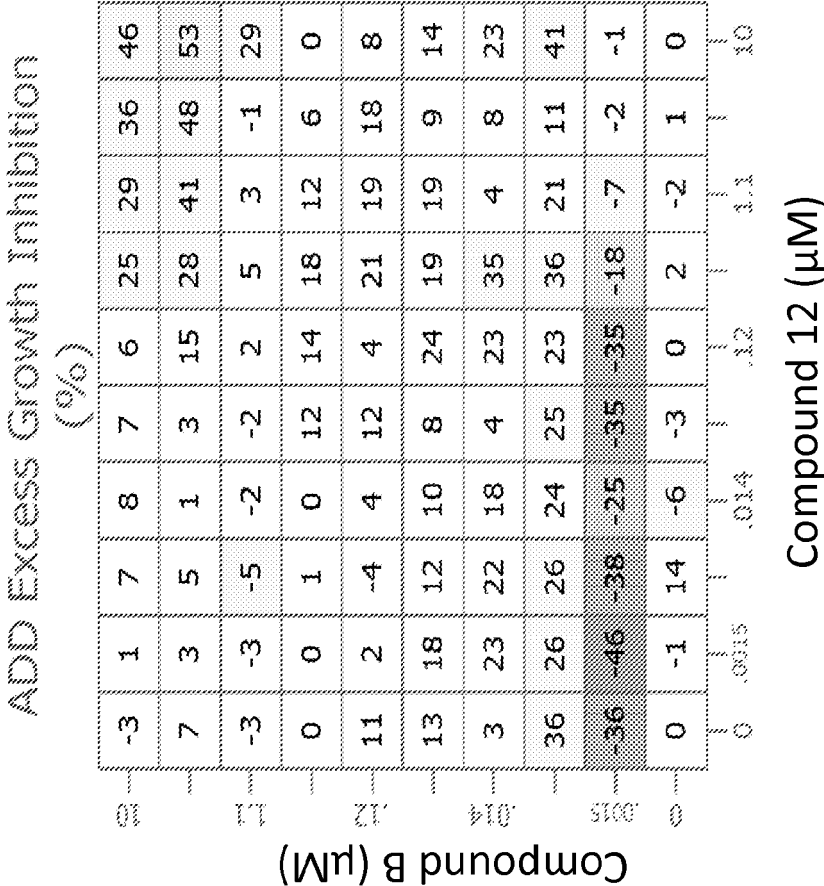 ADD Excess Growth Inhibition
(%)
10 -3 1 7 8 7 6 25 29 36 46
7 3 5 1 3 15 28 41 48 53
1.1 -3 -3 -5 -2 -2 2 5 3 -1 29
0 0 1 0 12 14 18 12 6 0
.12 11 2 -4 4 12 4 21 19 18 8
13 18 12 10 8 24 19 19 9 14
.014 3 23 22 18 4 23 35 4 8 23
36 26 26 24 25 23 36 21 11 41
.0015 -36 -46 -38 -25 -35 -35 -18 -7 -2 -1
0 0 -1 14 -6 -3 0 2 -2 1 0
0 .0015 .014 .12 1.1 10
Compound B (μM)
Compound 12 (μM)